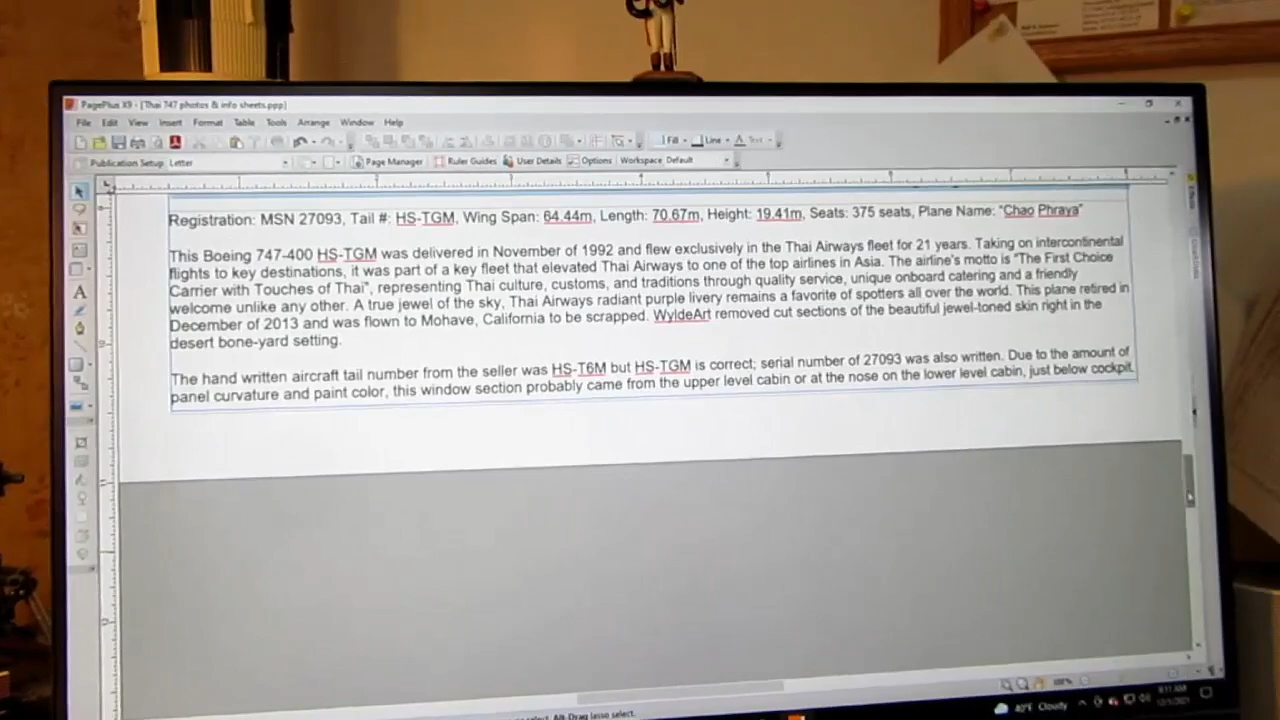 PagePlus X9 - [Thai 747 photos & info sheets.ppp]
File Edit View Insert Format Table Tools Arrange Window Help
Fill Line Text
Publication Setup: Letter Page Manager Ruler Guides User Details Options Workspace Default
Registration: MSN 27093, Tail #: HS-TGM, Wing Span: 64.44m, Length: 70.67m, Height: 19.41m, Seats: 375 seats, Plane Name: “Chao Phraya”
This Boeing 747-400 HS-TGM was delivered in November of 1992 and flew exclusively in the Thai Airways fleet for 21 years. Taking on intercontinental
flights to key destinations, it was part of a key fleet that elevated Thai Airways to one of the top airlines in Asia. The airline's motto is “The First Choice
Carrier with Touches of Thai”, representing Thai culture, customs, and traditions through quality service, unique onboard catering and a friendly
welcome unlike any other. A true jewel of the sky, Thai Airways radiant purple livery remains a favorite of spotters all over the world. This plane retired in
December of 2013 and was flown to Mohave, California to be scrapped. WyldeArt removed cut sections of the beautiful jewel-toned skin right in the
desert bone-yard setting.
The hand written aircraft tail number from the seller was HS-T6M but HS-TGM is correct; serial number of 27093 was also written. Due to the amount of
panel curvature and paint color, this window section probably came from the upper level cabin or at the nose on the lower level cabin, just below cockpit.
select. Alt-Drag lasso select.
Cloudy